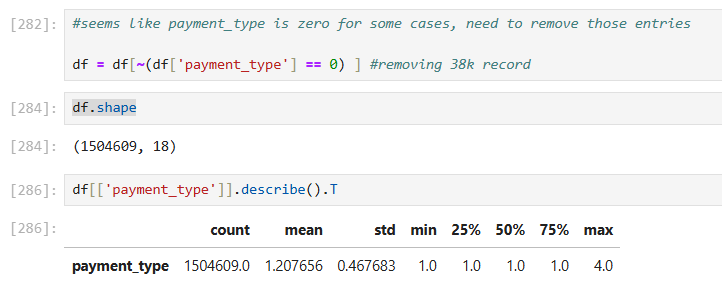 [282]: #seems like payment_type is zero for some cases, need to remove those entries
df = df[~(df['payment_type'] == 0) ] #removing 38k record
[284]: df.shape
[284]: (1504609, 18)
[286]: df[['payment_type']].describe().T
[286]:
count mean std min 25% 50% 75% max
payment_type 1504609.0 1.207656 0.467683 1.0 1.0 1.0 1.0 4.0